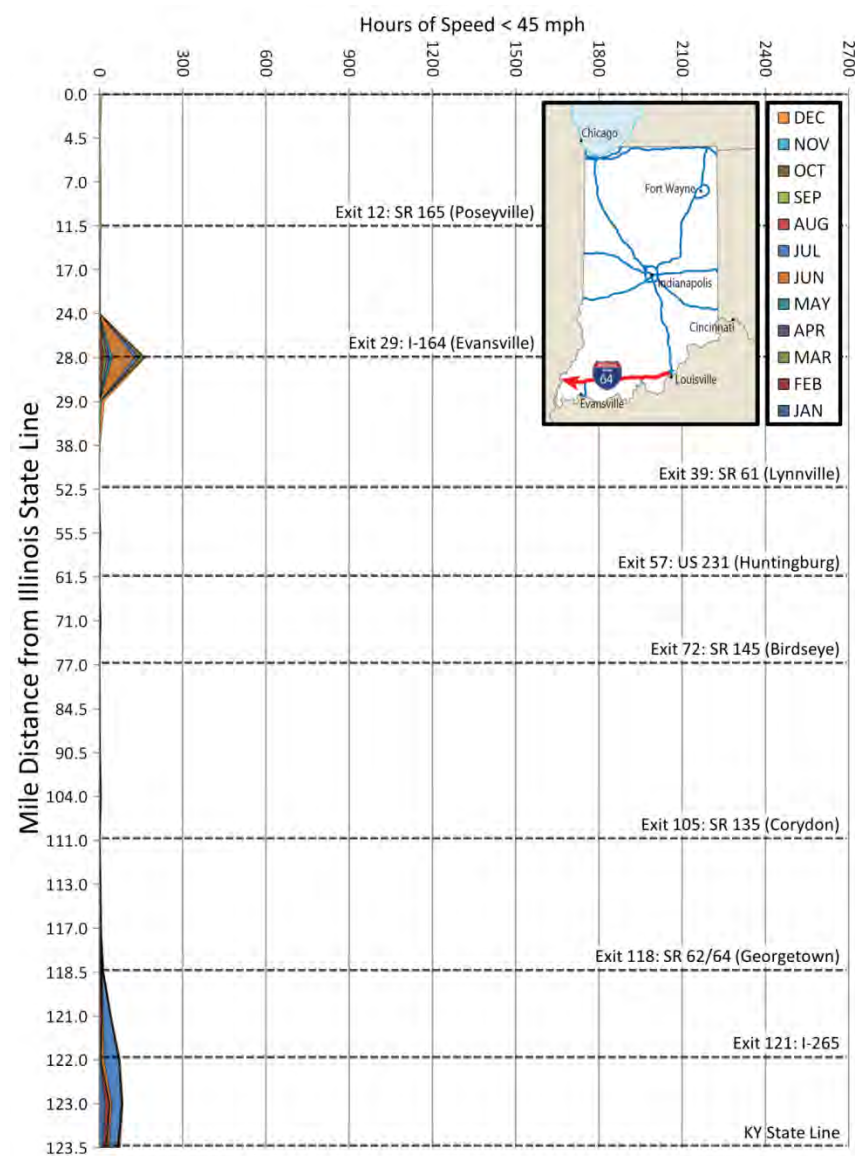 Hours of Speed < 45 mph
0
300
600
900
1200
1500
1800
2100
2400
2700
Mile Distance from Illinois State Line
0.0
4.5
7.0
11.5
17.0
24.0
28.0
29.0
38.0
52.5
55.5
61.5
71.0
77.0
84.5
90.5
104.0
111.0
113.0
117.0
118.5
121.0
122.0
123.0
123.5
Exit 12: SR 165 (Poseyville)
Exit 29: I-164 (Evansville)
Exit 39: SR 61 (Lynnville)
Exit 57: US 231 (Huntingburg)
Exit 72: SR 145 (Birdseye)
Exit 105: SR 135 (Corydon)
Exit 118: SR 62/64 (Georgetown)
Exit 121: I-265
KY State Line
Chicago
Fort Wayne
Indianapolis
Cincinnati
64
Louisville
Evansville
DEC
NOV
OCT
SEP
AUG
JUL
JUN
MAY
APR
MAR
FEB
JAN